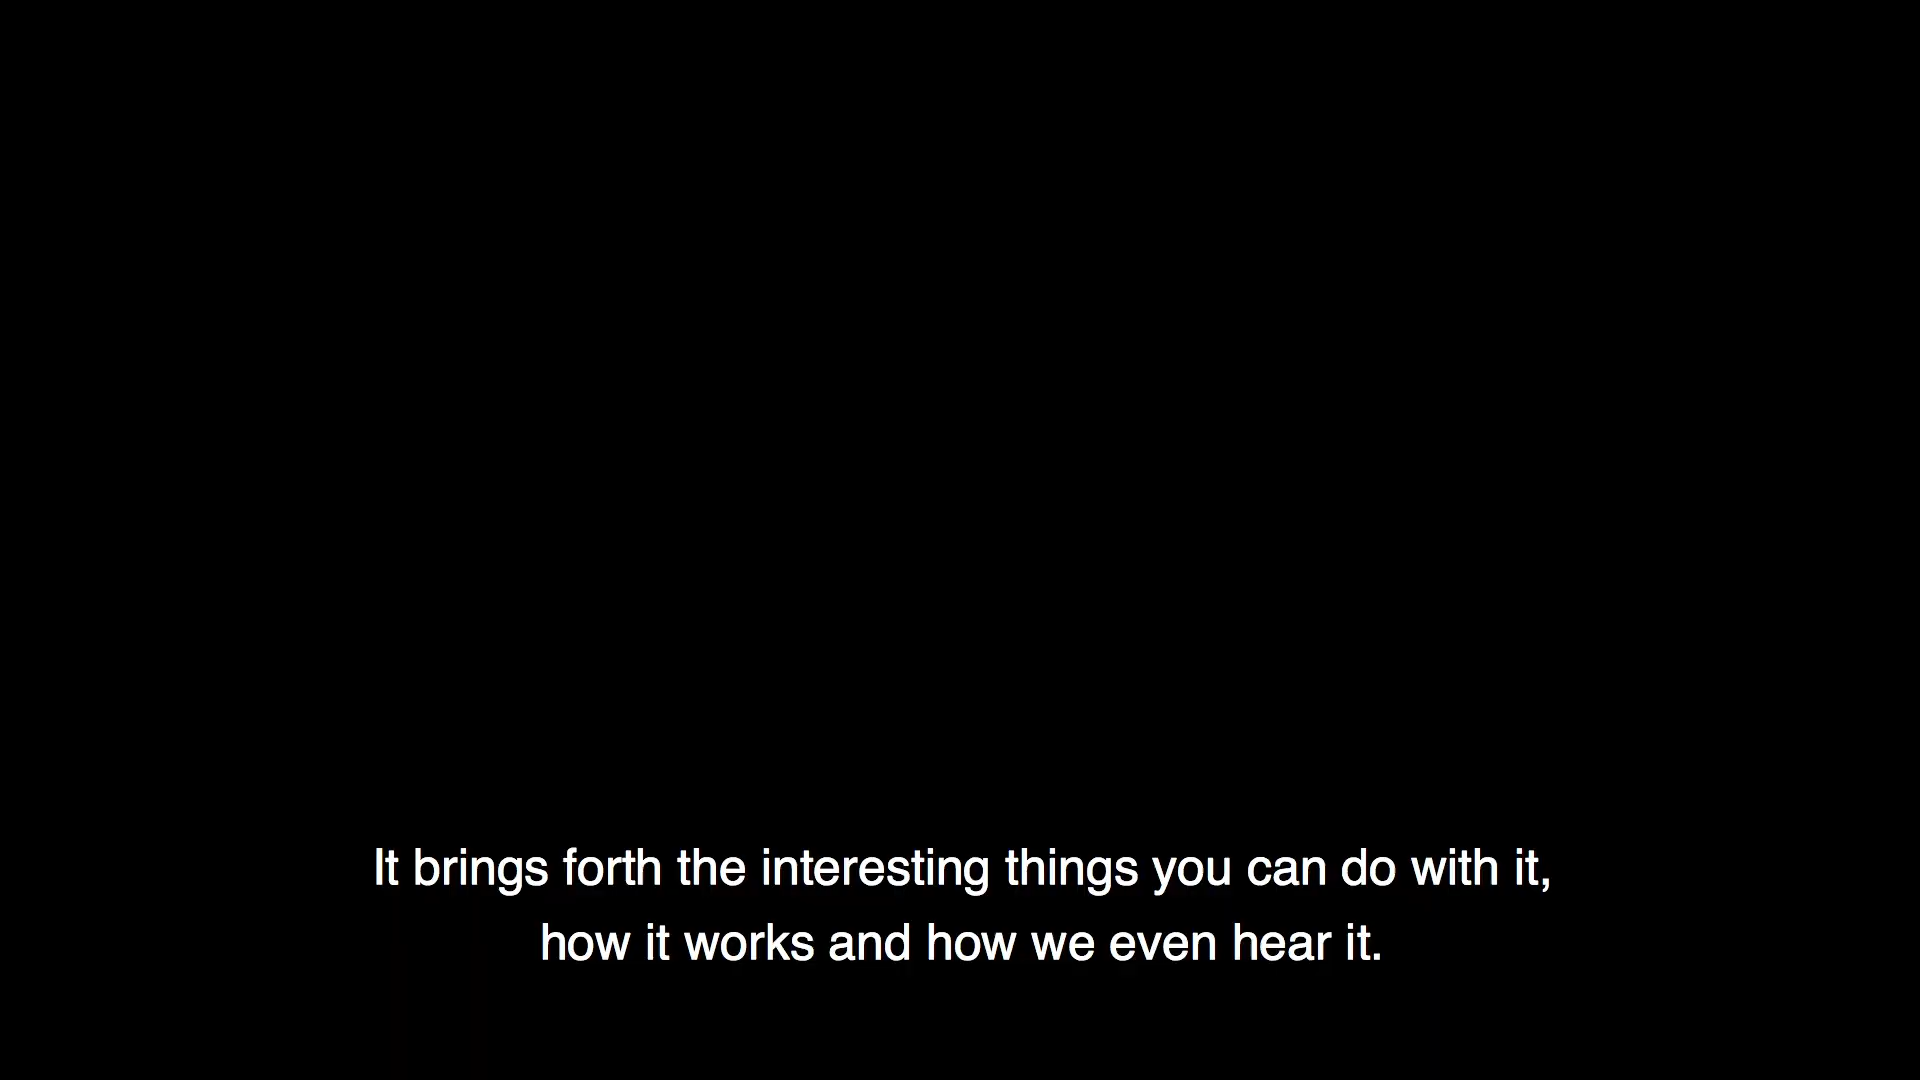 It brings forth the interesting things you can do with it,
how it works and how we even hear it.